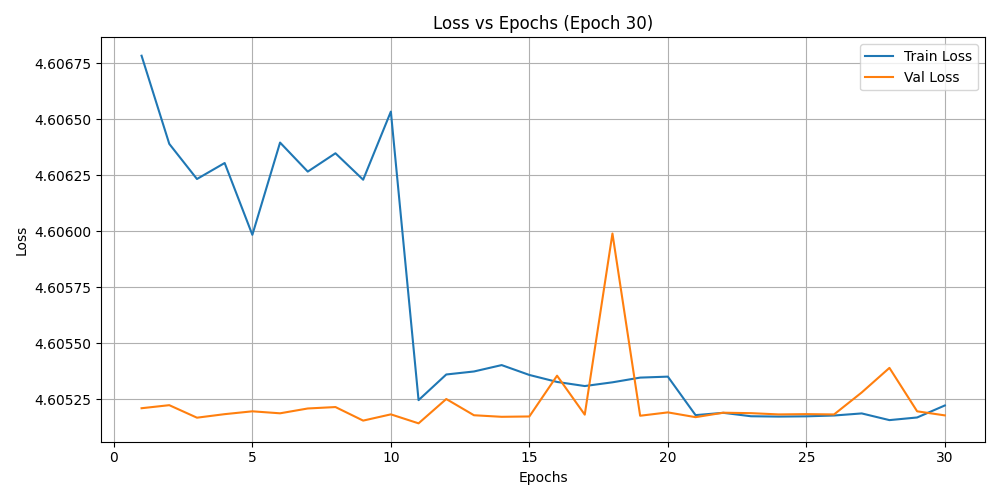 Loss vs Epochs (Epoch 30)
Train Loss
Val Loss
4.60675
4.60650
4.60625
4.60600
4.60575
4.60550
4.60525
Loss
0 5 10 15 20 25 30
Epochs